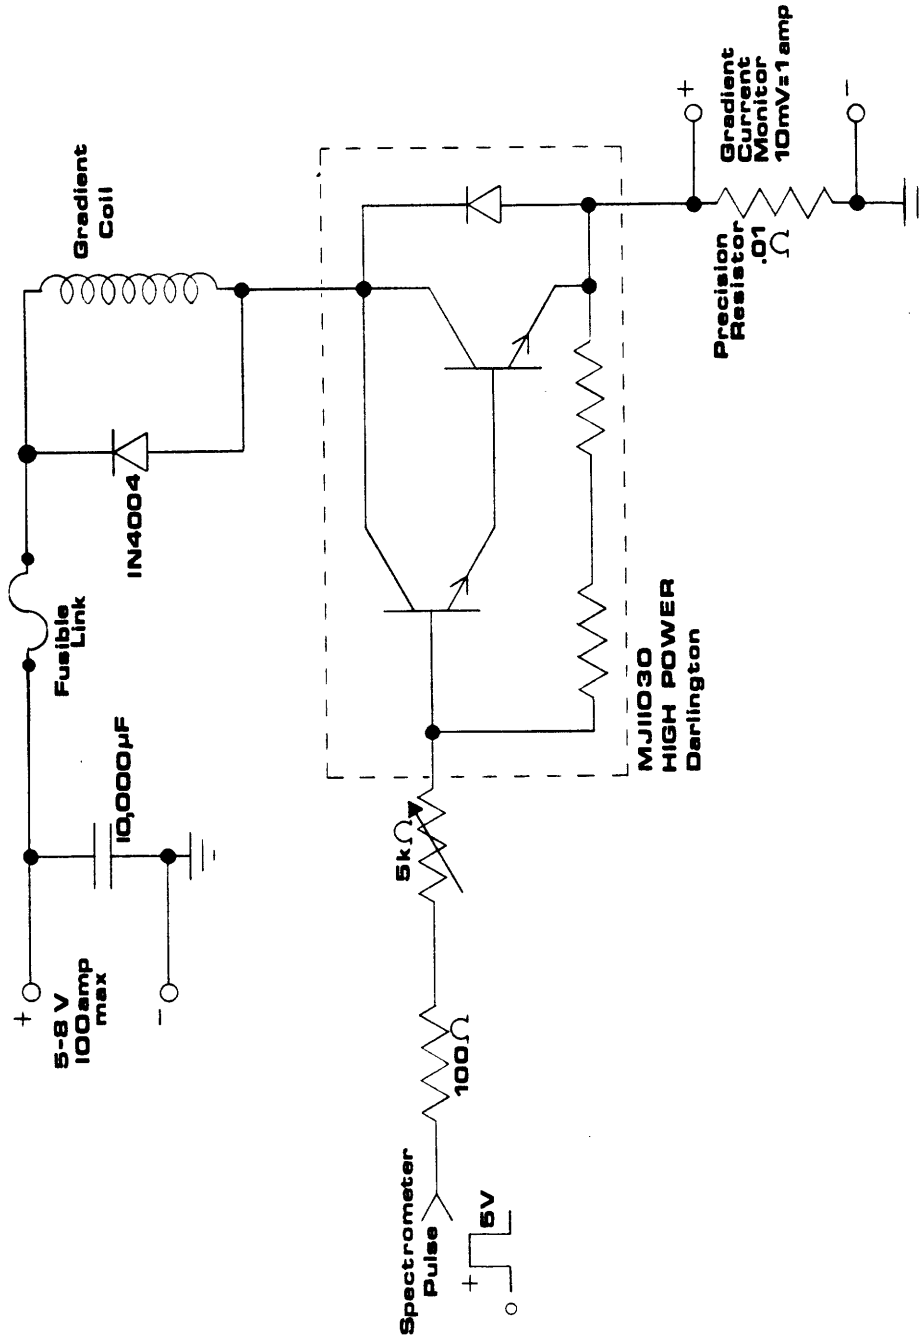 +
5-8 V
100amp
max
-
10,000µF
Fusible
Link
1N4004
Gradient
Coil
Spectrometer
Pulse
+
5V
100Ω
5kΩ
MJ11030
HIGH POWER
Darlington
Precision
Resistor
.01
Ω
+
Gradient
Current
Monitor
10mV=1amp
-